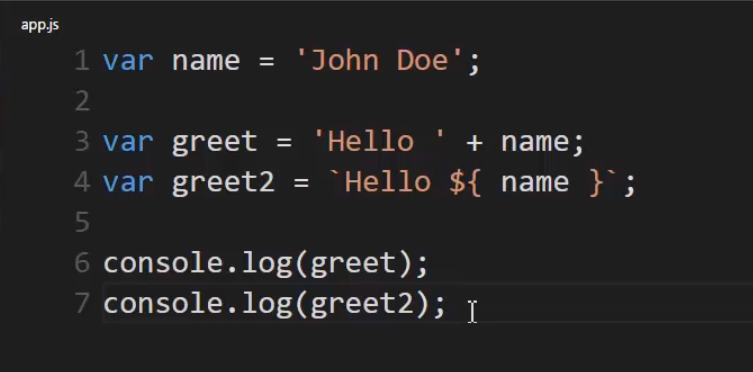 app.js
1 var name = 'John Doe';
2
3 var greet = 'Hello ' + name;
4 var greet2 = `Hello ${ name }`;
5
6 console.log(greet);
7 console.log(greet2);